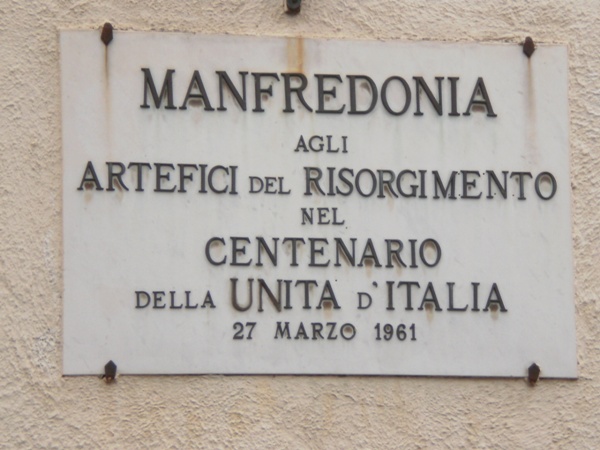 MANFREDONIA
AGLI
ARTEFICI DEL RISORGIMENTO
NEL
CENTENARIO
DELLA UNITA D'ITALIA
27 MARZO 1961